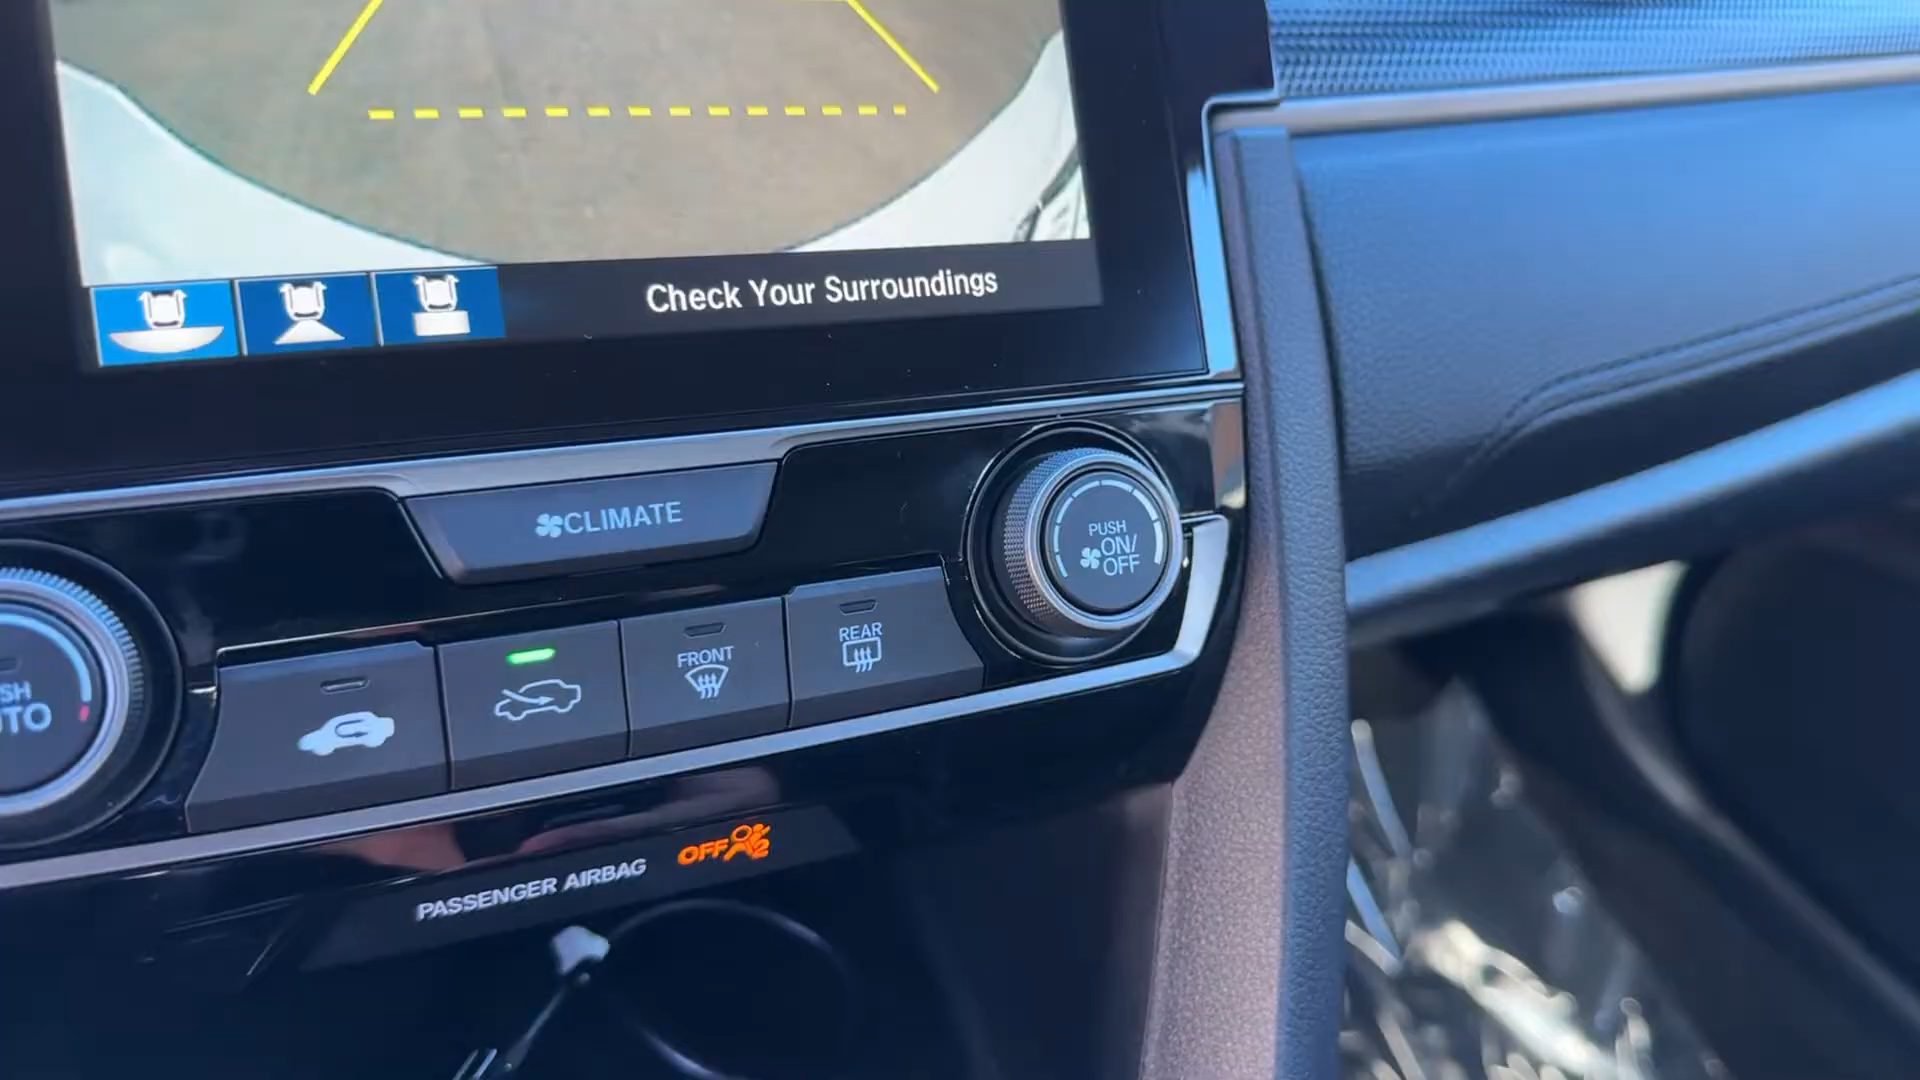 Check Your Surroundings
CLIMATE
PUSH
ON/
OFF
FRONT
REAR
PASSENGER AIRBAG
OFF